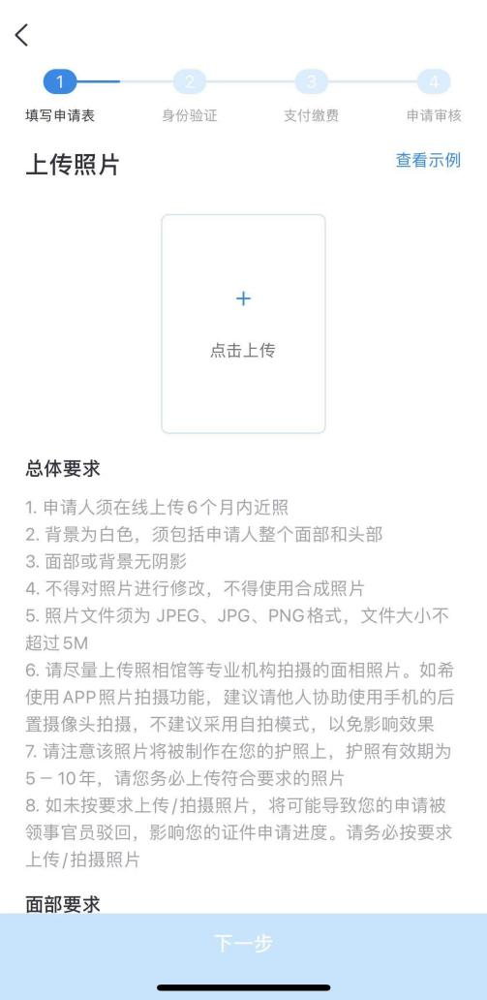 1
2
3
4
填写申请表
身份验证
支付缴费
申请审核
上传照片
查看示例
+
点击上传
总体要求
1. 申请人须在线上传6个月内近照
2. 背景为白色，须包括申请人整个面部和头部
3. 面部或背景无阴影
4. 不得对照片进行修改，不得使用合成照片
5. 照片文件须为 JPEG、JPG、PNG格式，文件大小不
超过5M
6. 请尽量上传照相馆等专业机构拍摄的面相照片。如希
使用APP照片拍摄功能，建议请他人协助使用手机的后
置摄像头拍摄，不建议采用自拍模式，以免影响效果
7. 请注意该照片将被制作在您的护照上，护照有效期为
5－10年，请您务必上传符合要求的照片
8. 如未按要求上传/拍摄照片，将可能导致您的申请被
领事官员驳回，影响您的证件申请进度。请务必按要求
上传/拍摄照片
面部要求
下一步